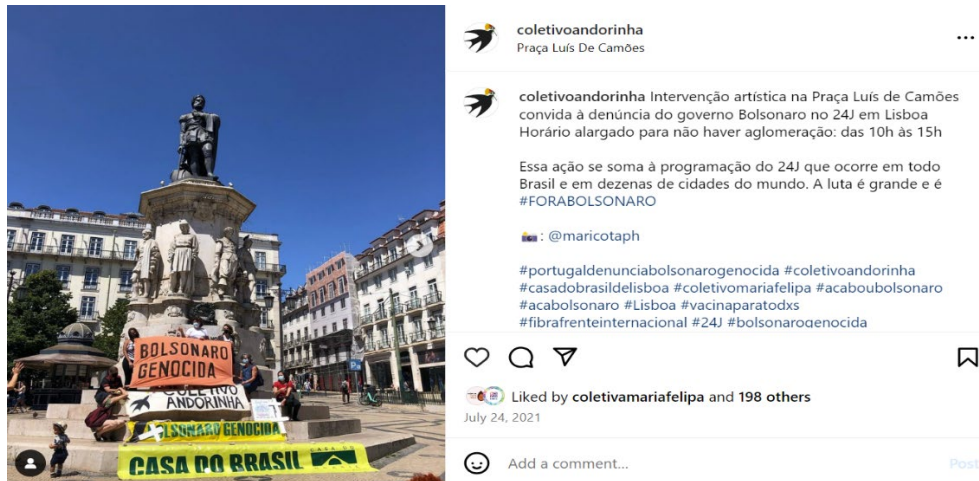 BOLSONARO
GENOCIDA
COLETIVO
ANDORINHA
BOLSONARO GENOCIDA
CASA DO BRASIL
coletivoandorinha
Praça Luís De Camões
coletivoandorinha Intervenção artística na Praça Luís de Camões
convida à denúncia do governo Bolsonaro no 24J em Lisboa
Horário alargado para não haver aglomeração: das 10h às 15h
Essa ação se soma à programação do 24J que ocorre em todo
Brasil e em dezenas de cidades do mundo. A luta é grande e é
#FORABOLSONARO
: @maricotaph
#portugaldenunciabolsonarogenocida #coletivoandorinha
#casadobrasildelisboa #coletivomariafelipa #acaboubolsonaro
#acabolsonaro #Lisboa #vacinaparatodxs
#fibrafrenteinternacional #24J #bolsonarogenocida
Liked by coletivamariafelipa and 198 others
July 24, 2021
Add a comment...
Post